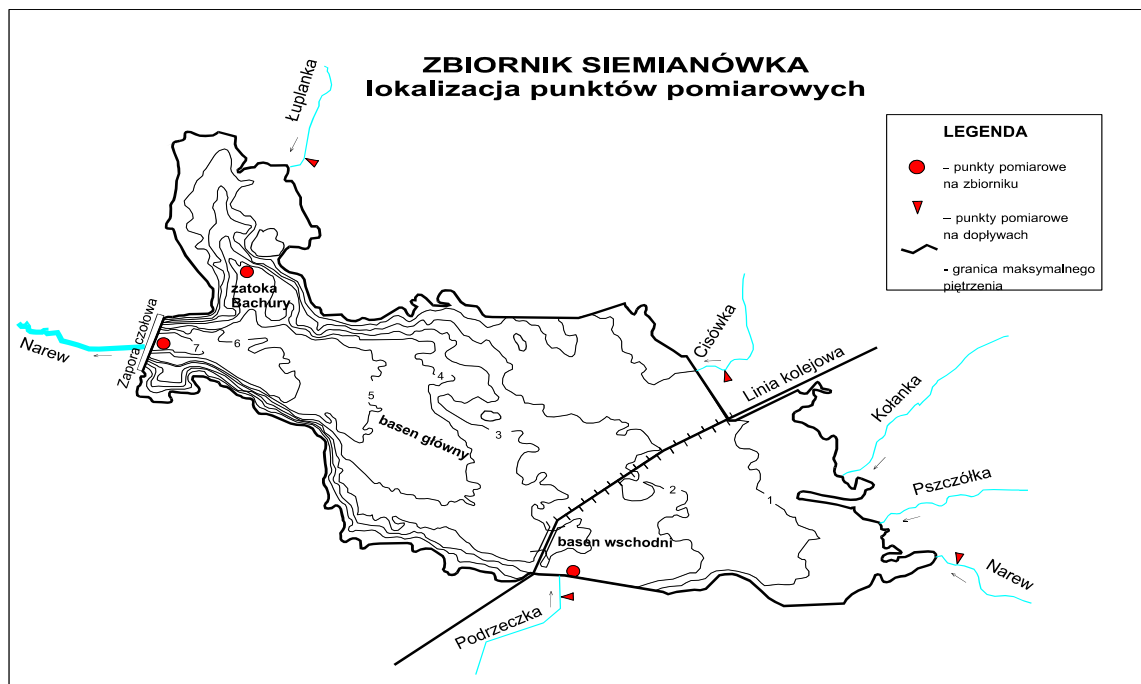 ZBIORNIK SIEMIANÓWKA
lokalizacja punktów pomiarowych
LEGENDA
– punkty pomiarowe
na zbiorniku
– punkty pomiarowe
na dopływach
- granica maksymalnego
piętrzenia
Łuplanka
zatoka
Bachury
Narew
Zapora czołowa
7
6
5
4
3
2
1
basen główny
basen wschodni
Cisówka
Linia kolejowa
Kołanka
Pszczółka
Narew
Podrzeczka